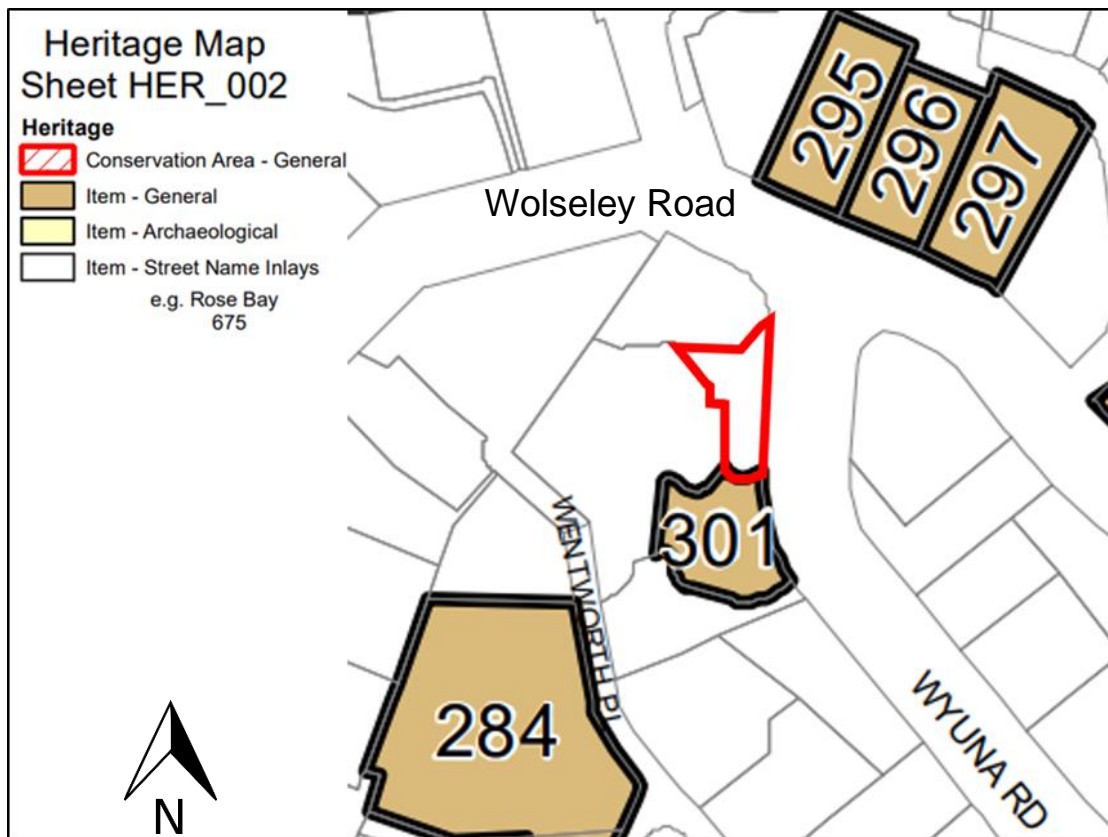 Heritage Map
Sheet HER_002
Heritage
Conservation Area - General
Item - General
Item - Archaeological
Item - Street Name Inlays
e.g. Rose Bay
675
N
295
296
297
Wolseley Road
301
WENTWORTH PL
284
WYUNA RD